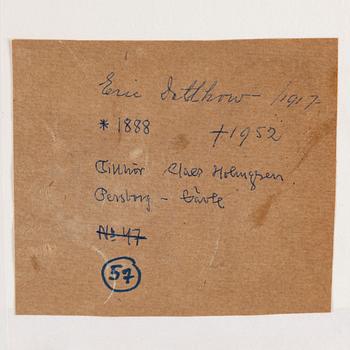 Eric Detthow - 1917-
* 1888 †1952
Tillhör Claes Holmgren
Persborg - Gävle
No 47
57